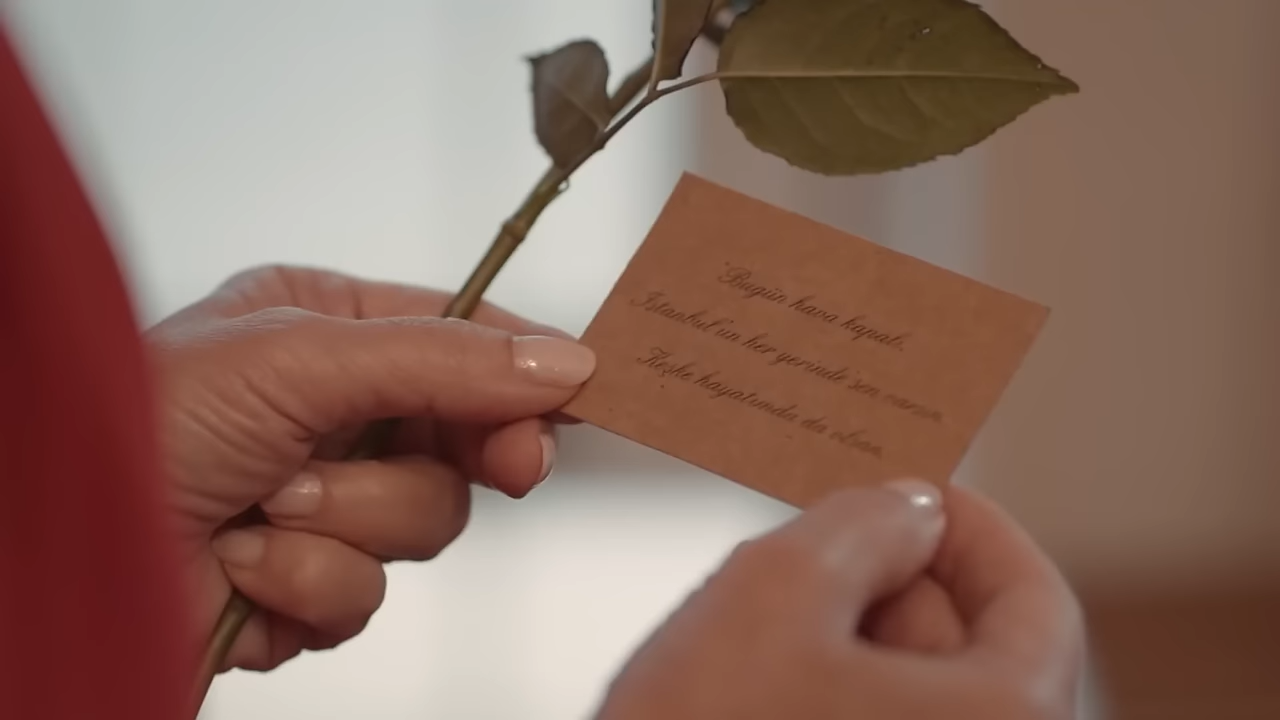 "Bugün hava kapalı.
İstanbul'un her yerinde sen varsın.
Keşke hayatımda da olsan.